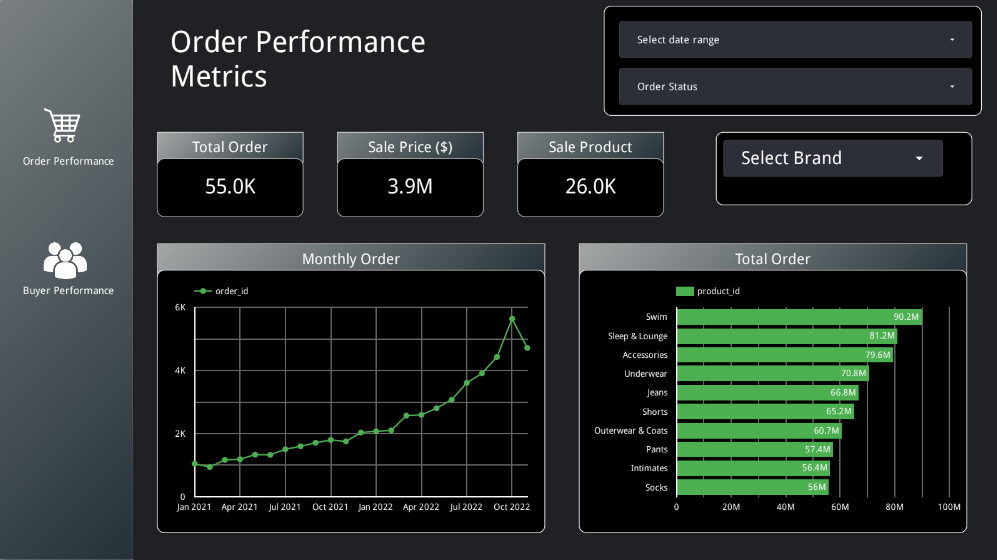 Order Performance
Metrics
Select date range
Order Status
Order Performance
Buyer Performance
Total Order
55.0K
Sale Price ($)
3.9M
Sale Product
26.0K
Select Brand
Monthly Order
order_id
6K
4K
2K
0
Jan 2021 Apr 2021 Jul 2021 Oct 2021 Jan 2022 Apr 2022 Jul 2022 Oct 2022
Total Order
product_id
Swim 90.2M
Sleep & Lounge 81.2M
Accessories 79.6M
Underwear 70.8M
Jeans 66.8M
Shorts 65.2M
Outerwear & Coats 60.7M
Pants 57.4M
Intimates 56.4M
Socks 56M
0 20M 40M 60M 80M 100M